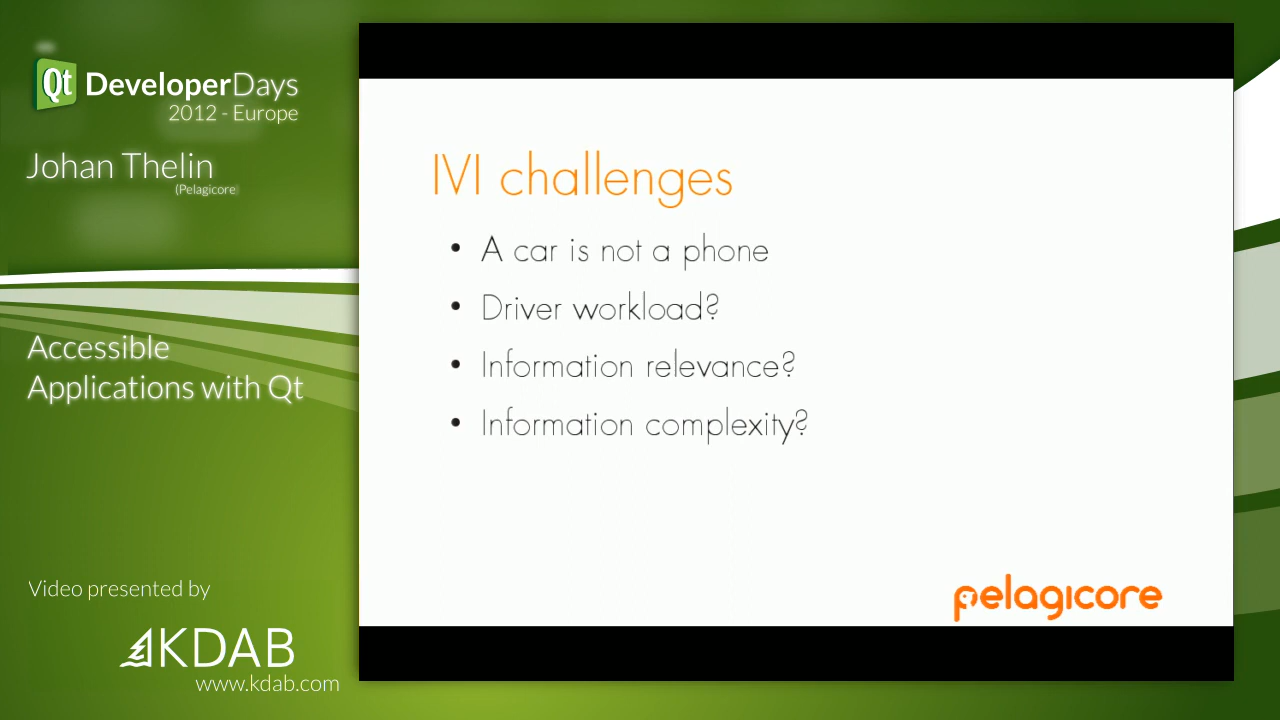 Qt DeveloperDays
2012 - Europe
Johan Thelin
(Pelagicore)
Accessible
Applications with Qt
Video presented by
KDAB
www.kdab.com
IVI challenges
• A car is not a phone
• Driver workload?
• Information relevance?
• Information complexity?
pelagicore